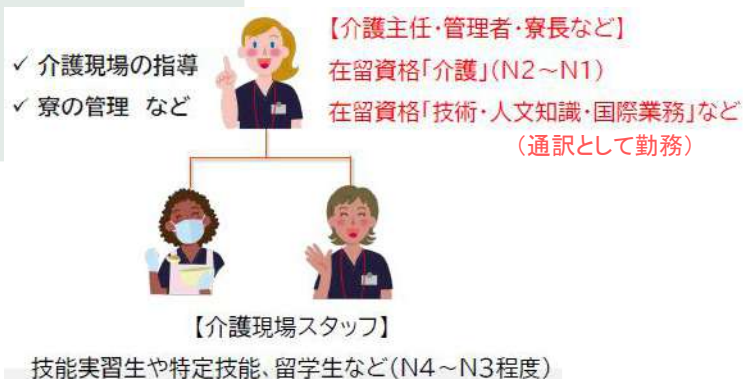 【介護主任・管理者・寮長など】
✓ 介護現場の指導
在留資格「介護」(N2～N1)
✓ 寮の管理 など
在留資格「技術・人文知識・国際業務」など
(通訳として勤務)
【介護現場スタッフ】
技能実習生や特定技能、留学生など(N4～N3程度)